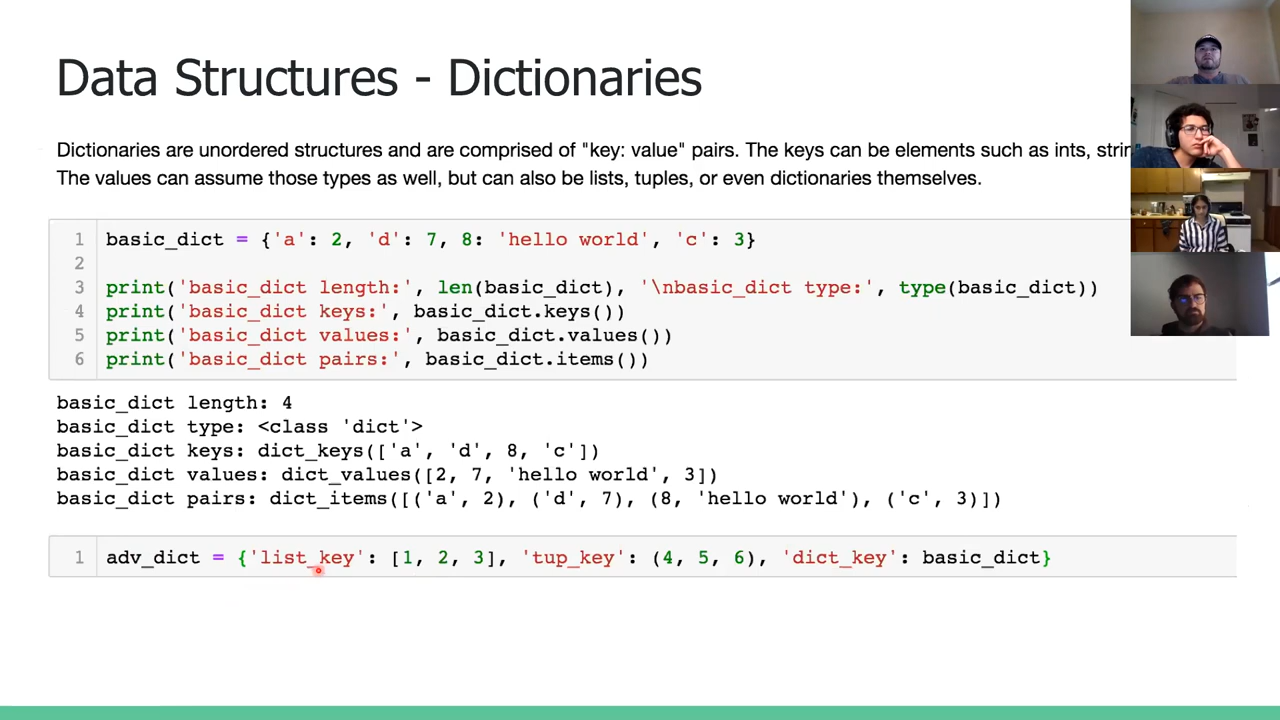 Data Structures - Dictionaries
Dictionaries are unordered structures and are comprised of "key: value" pairs. The keys can be elements such as ints,
The values can assume those types as well, but can also be lists, tuples, or even dictionaries themselves.
1 basic_dict = {'a': 2, 'd': 7, 8: 'hello world', 'c': 3}
2
3 print('basic_dict length:', len(basic_dict), '\nbasic_dict type:', type(basic_dict))
4 print('basic_dict keys:', basic_dict.keys())
5 print('basic_dict values:', basic_dict.values())
6 print('basic_dict pairs:', basic_dict.items())
basic_dict length: 4
basic_dict type: <class 'dict'>
basic_dict keys: dict_keys(['a', 'd', 8, 'c'])
basic_dict values: dict_values([2, 7, 'hello world', 3])
basic_dict pairs: dict_items([('a', 2), ('d', 7), (8, 'hello world'), ('c', 3)])
1 adv_dict = {'list_key': [1, 2, 3], 'tup_key': (4, 5, 6), 'dict_key': basic_dict}